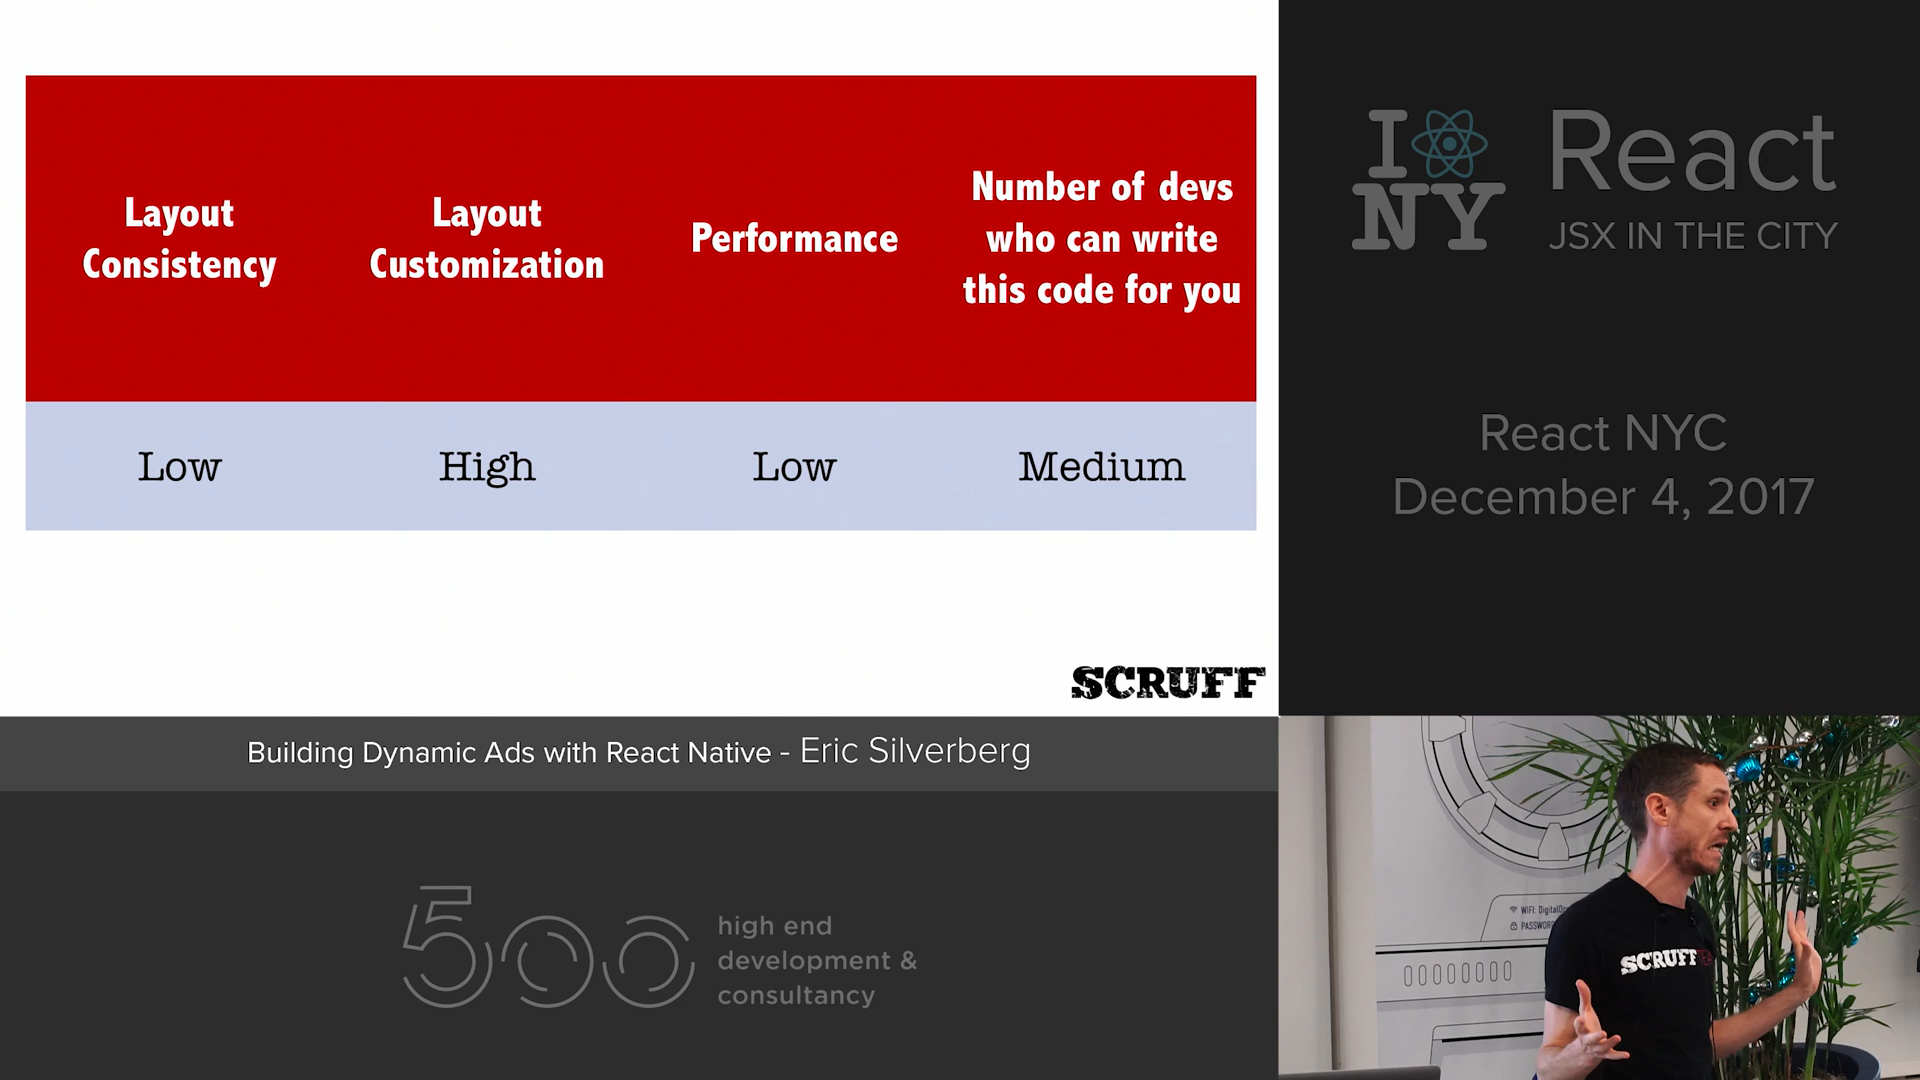 Layout
Consistency
Layout
Customization
Performance
Number of devs
who can write
this code for you
Low
High
Low
Medium
SCRUFF
Building Dynamic Ads with React Native - Eric Silverberg
500
high end
development &
consultancy
I
NY
React
JSX IN THE CITY
React NYC
December 4, 2017
WIFI:
PASSWORD
SCRUFF